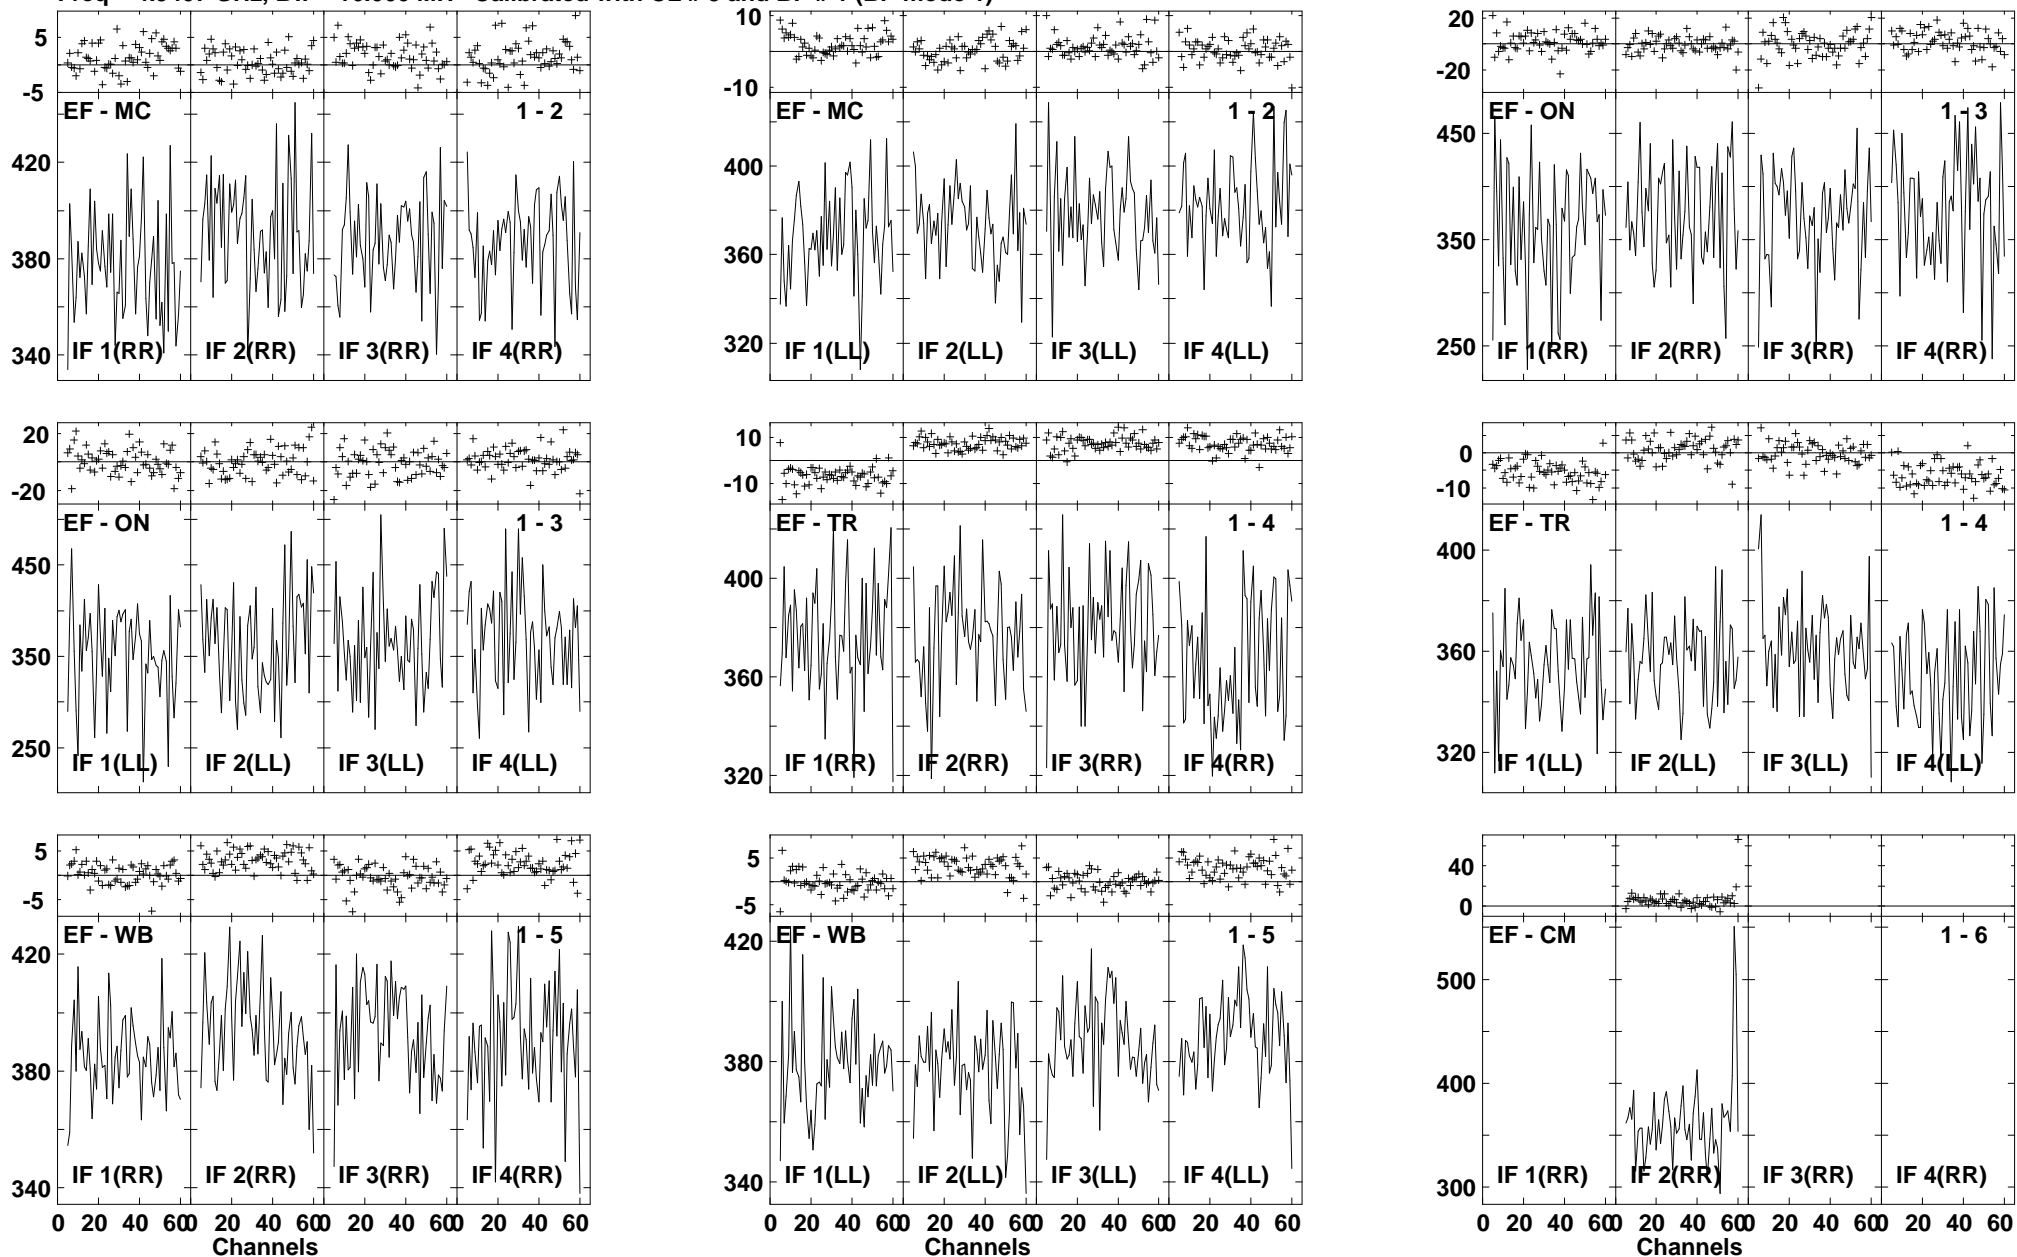 10
20
5
-5
-10
-20
EF - MC
1 - 2
EF - MC
1 - 2
EF - ON
1 - 3
420
380
340
400
360
320
450
350
250
IF 1(RR) IF 2(RR) IF 3(RR) IF 4(RR)
IF 1(LL) IF 2(LL) IF 3(LL) IF 4(LL)
IF 1(RR) IF 2(RR) IF 3(RR) IF 4(RR)
20
-20
10
-10
0
-10
EF - ON
1 - 3
EF - TR
1 - 4
EF - TR
1 - 4
450
350
250
400
360
320
400
360
320
IF 1(LL) IF 2(LL) IF 3(LL) IF 4(LL)
IF 1(RR) IF 2(RR) IF 3(RR) IF 4(RR)
IF 1(LL) IF 2(LL) IF 3(LL) IF 4(LL)
5
-5
5
-5
40
0
EF - WB
1 - 5
EF - WB
1 - 5
EF - CM
1 - 6
420
380
340
420
380
340
500
400
300
IF 1(RR) IF 2(RR) IF 3(RR) IF 4(RR)
IF 1(LL) IF 2(LL) IF 3(LL) IF 4(LL)
IF 1(RR) IF 2(RR) IF 3(RR) IF 4(RR)
0 20 40 60 0 20 40 60 0 20 40 60 0 20 40 60
0 20 40 60 0 20 40 60 0 20 40 60 0 20 40 60
0 20 40 60 0 20 40 60 0 20 40 60 0 20 40 60
Channels
Channels
Channels